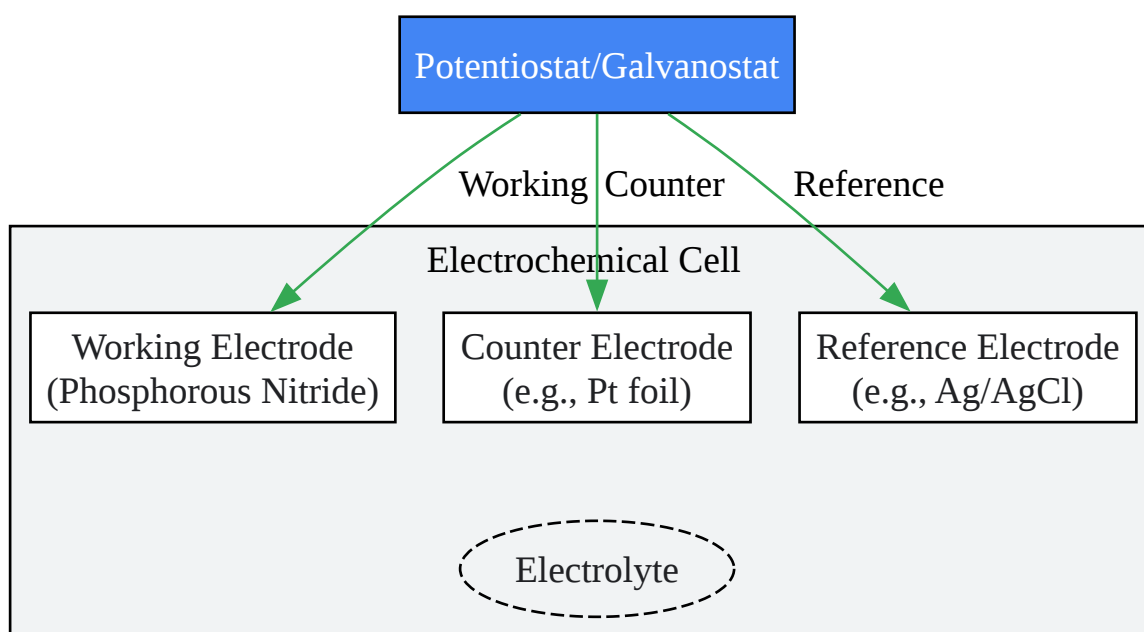 Potentiostat/Galvanostat
Working
Counter
Reference
Electrochemical Cell
Working Electrode
(Phosphorous Nitride)
Counter Electrode
(e.g., Pt foil)
Reference Electrode
(e.g., Ag/AgCl)
Electrolyte